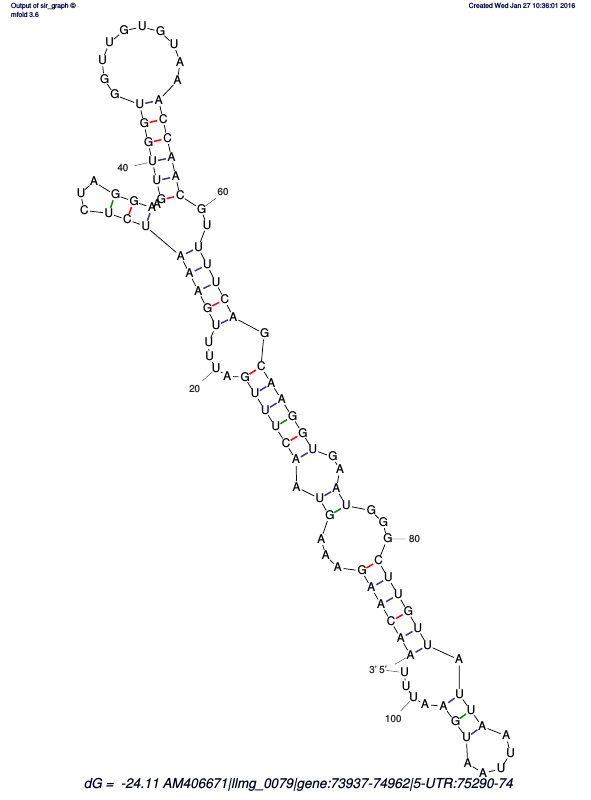 Output of sir_graph ©
mfold 3.6
Created Wed Jan 27 10:36:01 2016
3' 5'
A A C A A G A A A G U A A C U U U G A U
20
U U U G A A A U C U C U A G G A A G U U
40
G G U G G U U G U G U A A A C C A A C G
60
U U U U C A G C A A G G U G A A U G G G
80
C U U G U U A U U A A U U A A U G A A U
100
U U
dG = -24.11 AM406671|llmg_0079|gene:73937-74962|5-UTR:75290-74